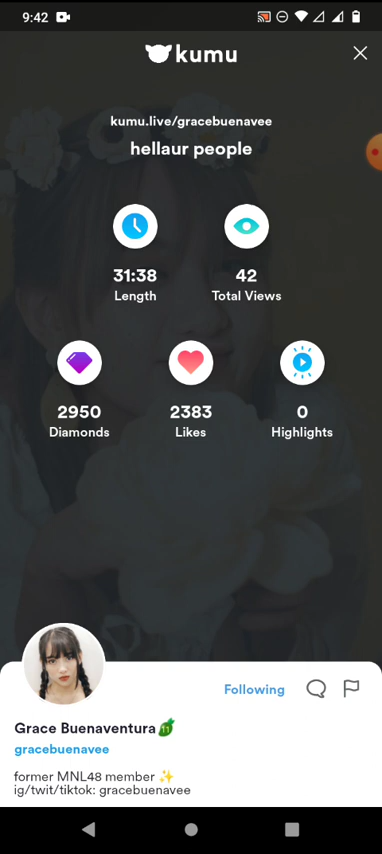 9:42
kumu
kumu.live/gracebuenavee
hellaur people
31:38
Length
42
Total Views
2950
Diamonds
2383
Likes
0
Highlights
Following
Grace Buenaventura
gracebuenavee
former MNL48 member ✨
ig/twit/tiktok: gracebuenavee